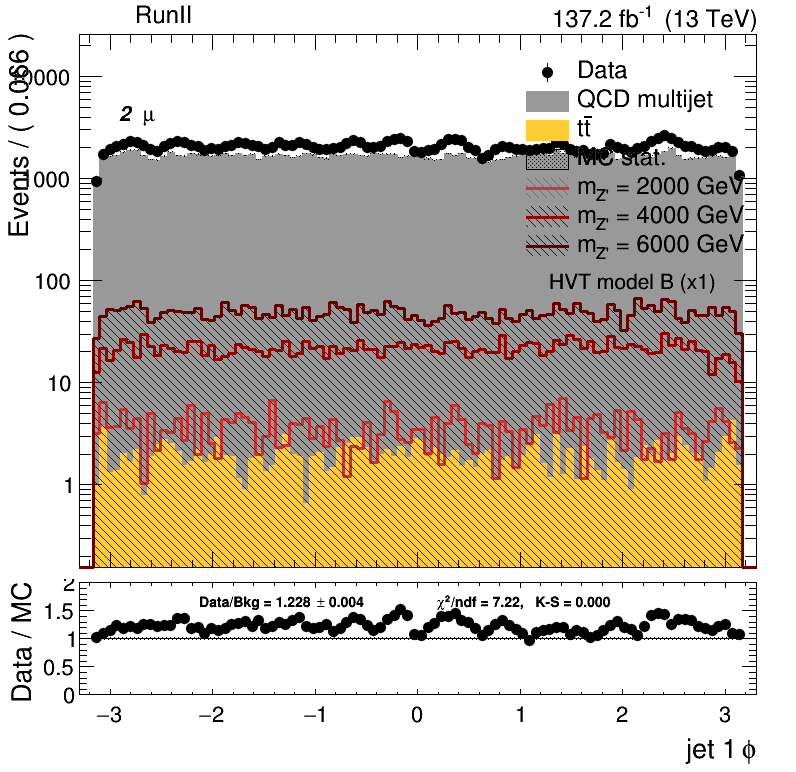 RunII 137.2 fb⁻¹ (13 TeV)
Events / ( 0.066 )
10000
1000
100
10
1
2 μ
Data
QCD multijet
tt̄
MC stat.
m_Z' = 2000 GeV
m_Z' = 4000 GeV
m_Z' = 6000 GeV
HVT model B (x1)
Data / MC
2
1.5
1
0.5
0
Data/Bkg = 1.228 ± 0.004 χ²/ndf = 7.22, K-S = 0.000
−3 −2 −1 0 1 2 3
jet 1 ϕ